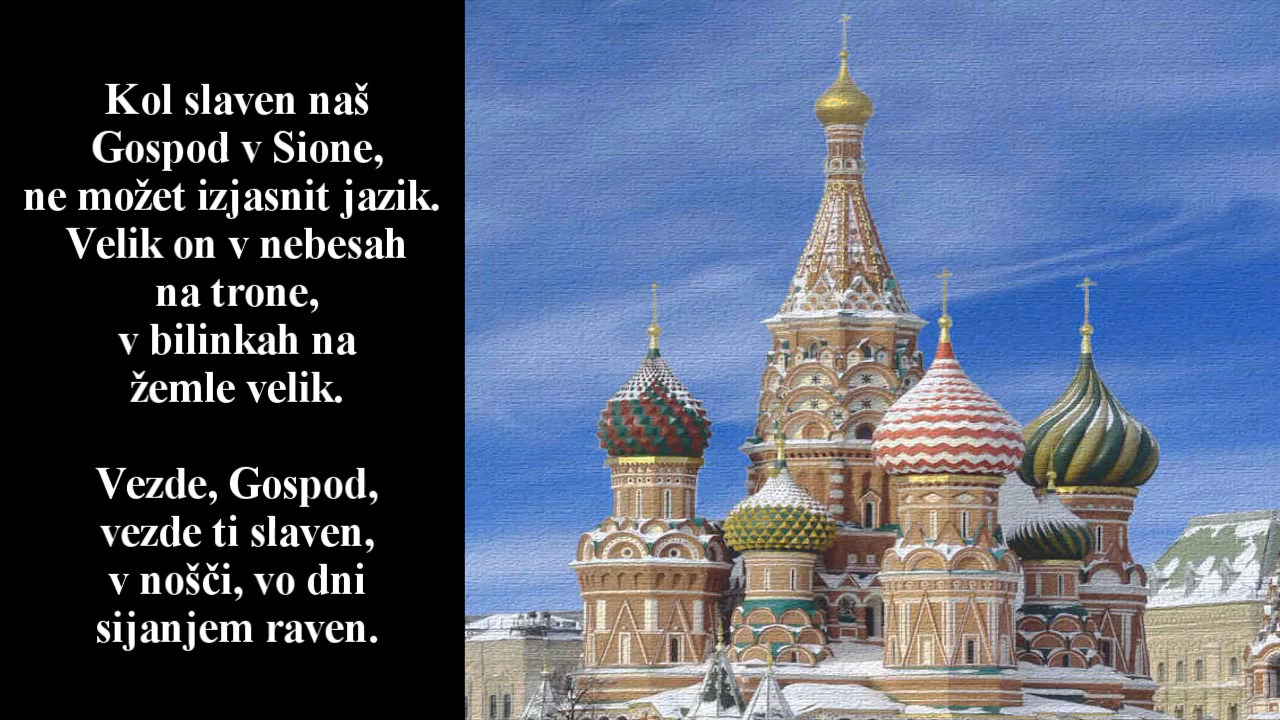 Kol slaven naš
Gospod v Sione,
ne možet izjasnit jazik.
Velik on v nebesah
na trone,
v bilinkah na
žemle velik.
Vezde, Gospod,
vezde ti slaven,
v nošči, vo dni
sijanjem raven.